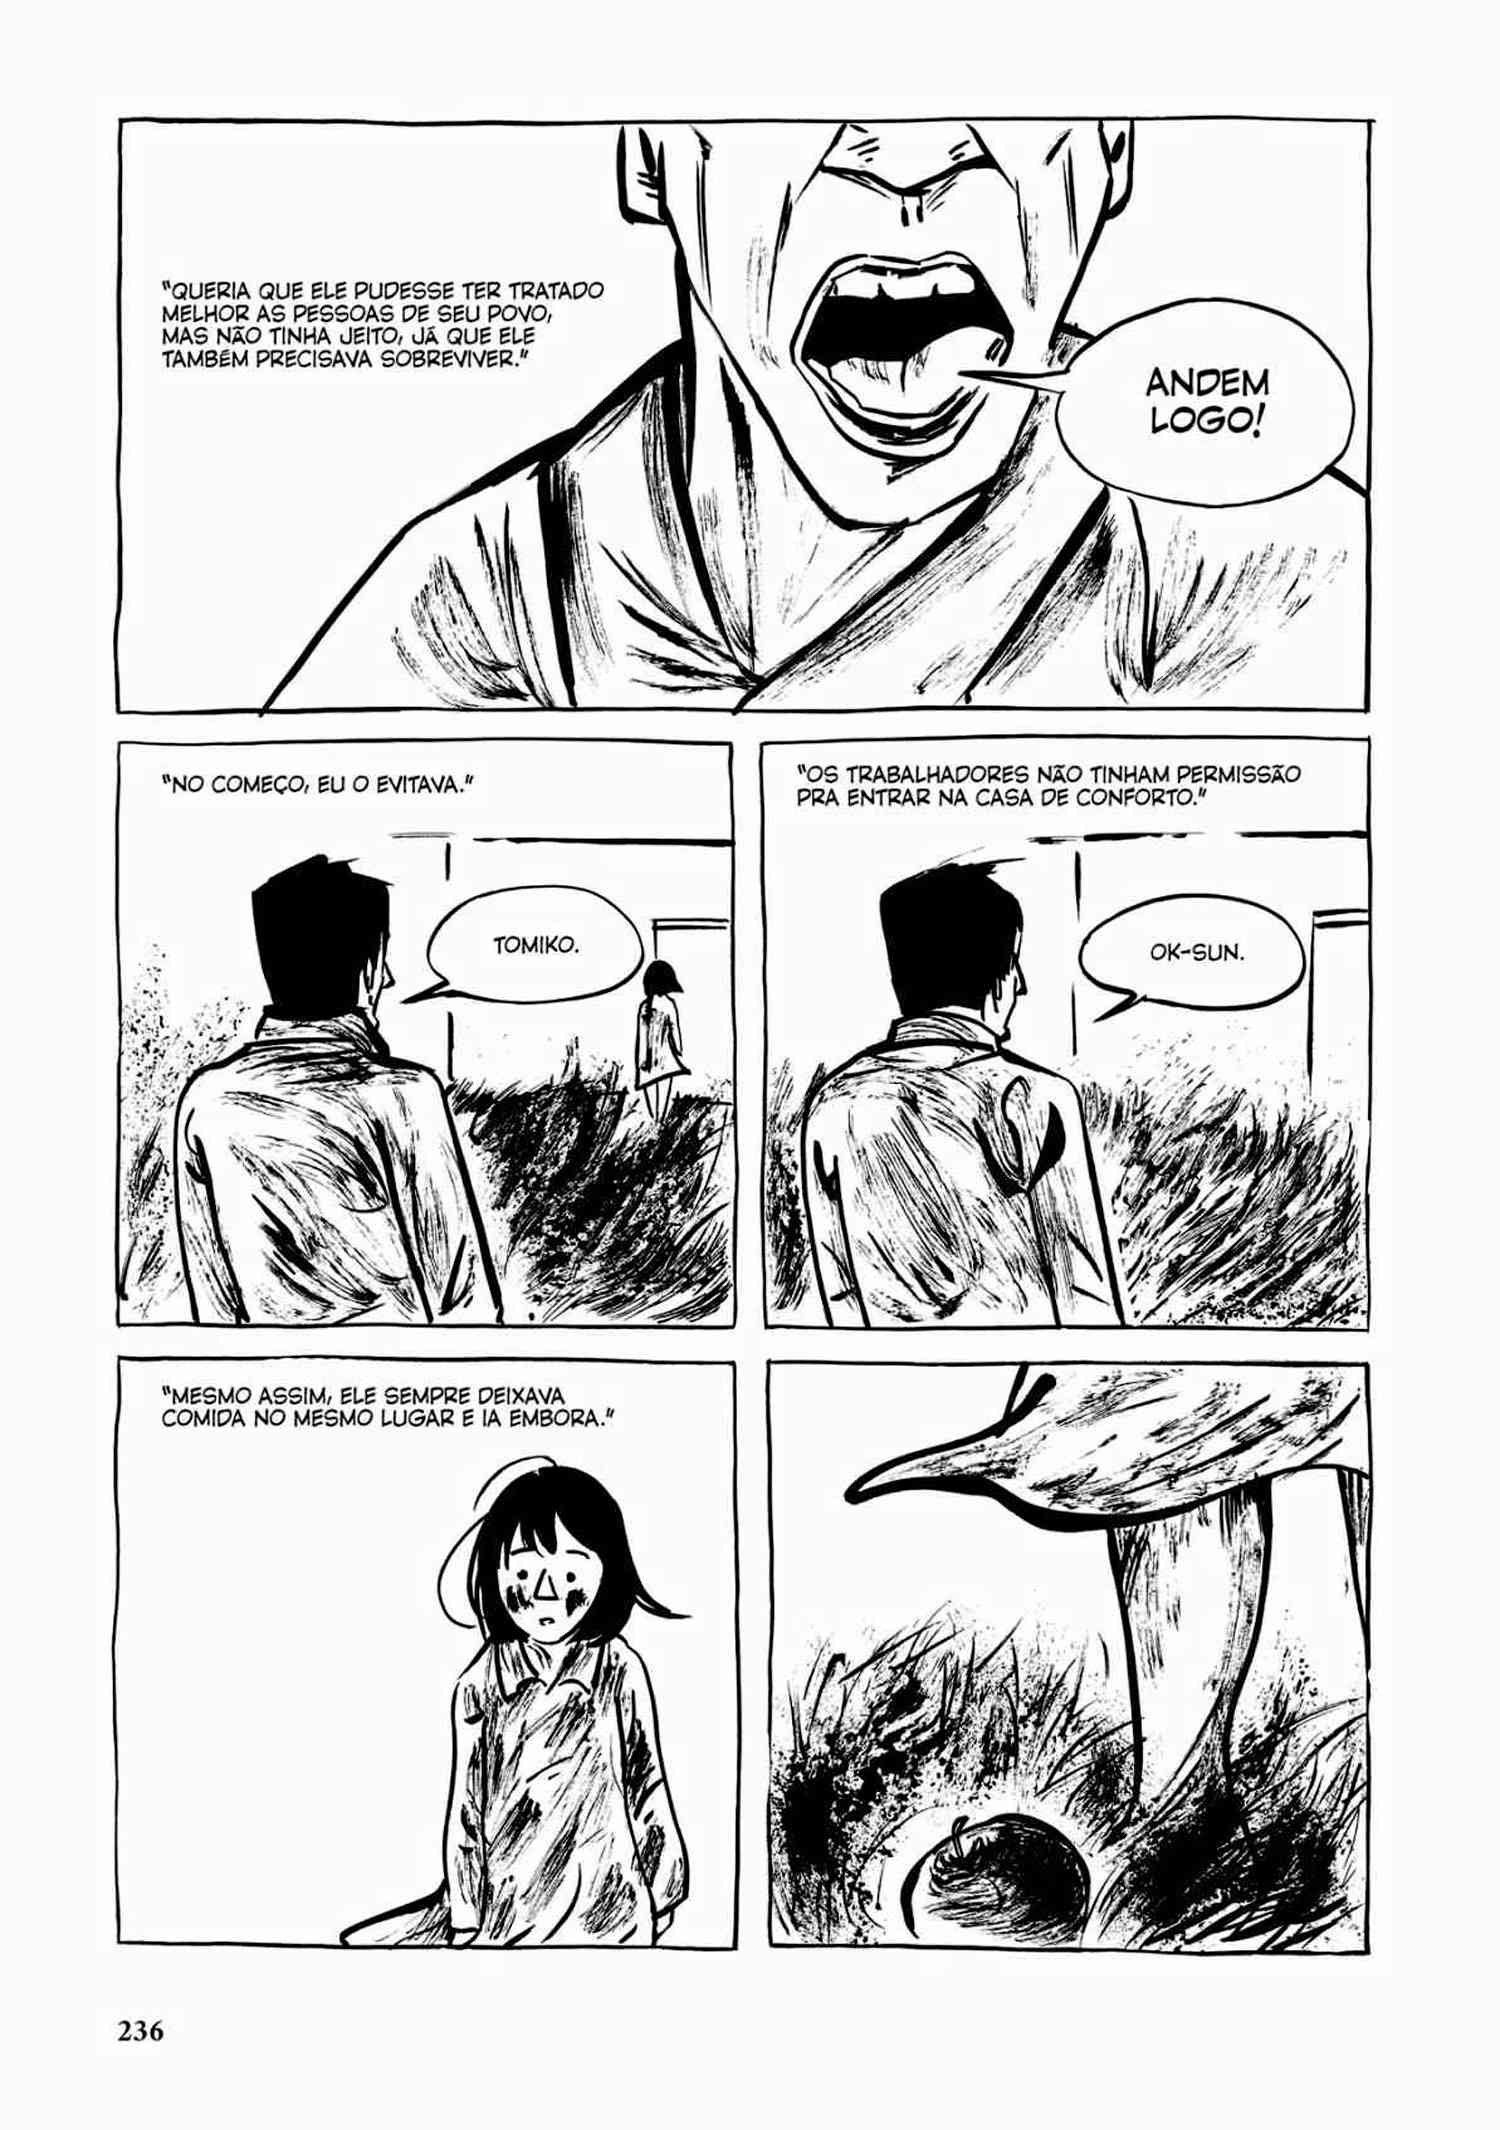 "QUERIA QUE ELE PUDESSE TER TRATADO
MELHOR AS PESSOAS DE SEU POVO,
MAS NÃO TINHA JEITO, JÁ QUE ELE
TAMBÉM PRECISAVA SOBREVIVER."
ANDEM
LOGO!
"NO COMEÇO, EU O EVITAVA."
TOMIKO.
"OS TRABALHADORES NÃO TINHAM PERMISSÃO
PRA ENTRAR NA CASA DE CONFORTO."
OK-SUN.
"MESMO ASSIM, ELE SEMPRE DEIXAVA
COMIDA NO MESMO LUGAR E IA EMBORA."
236